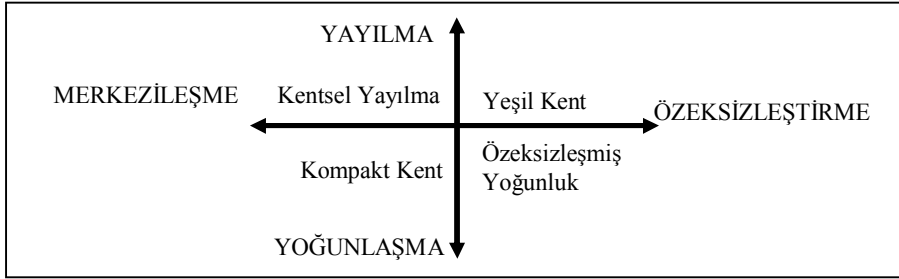 YAYILMA
MERKEZİLEŞME
Kentsel Yayılma
Yeşil Kent
ÖZEKSİZLEŞTİRME
Kompakt Kent
Özeksizleşmiş
Yoğunluk
YOĞUNLAŞMA